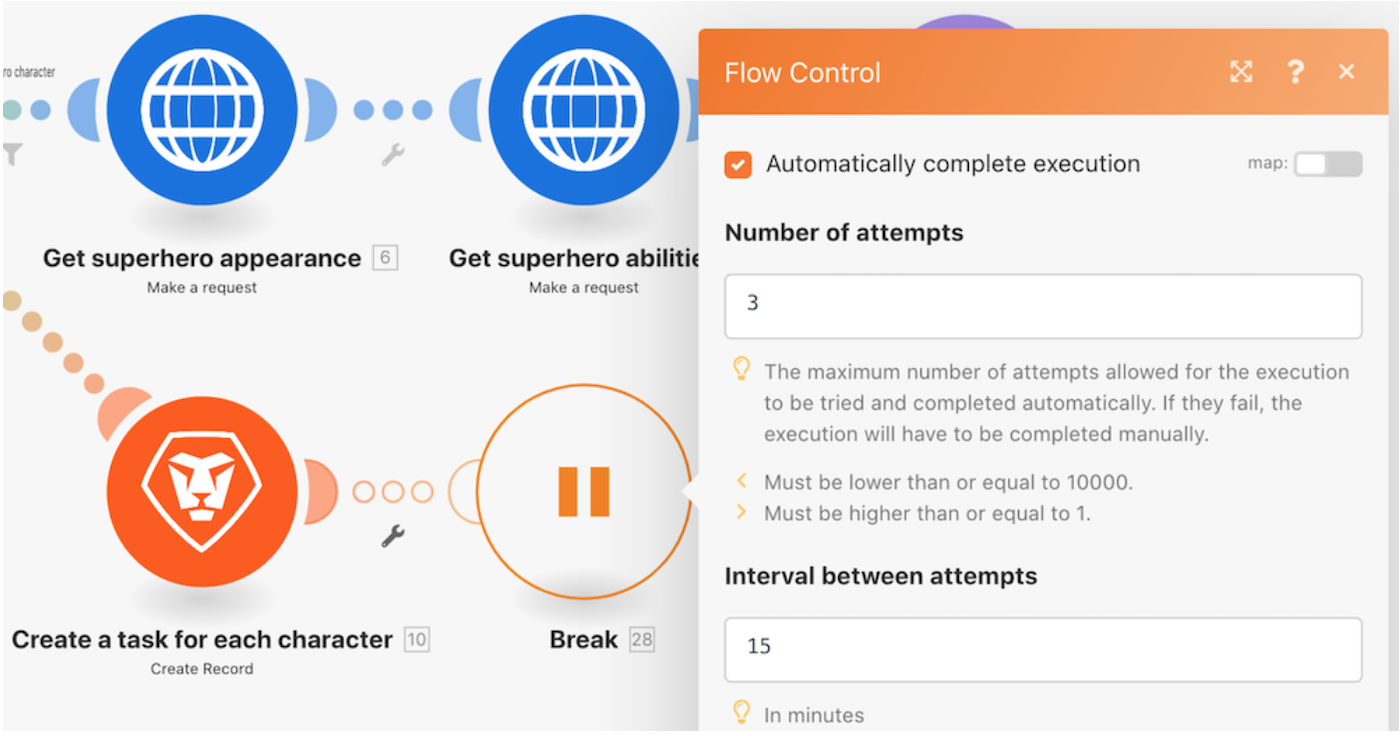 ro character
Get superhero appearance 6
Make a request
Get superhero abilitie
Make a request
Create a task for each character 10
Create Record
Break 28
Flow Control
?
Automatically complete execution
map:
Number of attempts
3
The maximum number of attempts allowed for the execution
to be tried and completed automatically. If they fail, the
execution will have to be completed manually.
Must be lower than or equal to 10000.
Must be higher than or equal to 1.
Interval between attempts
15
In minutes